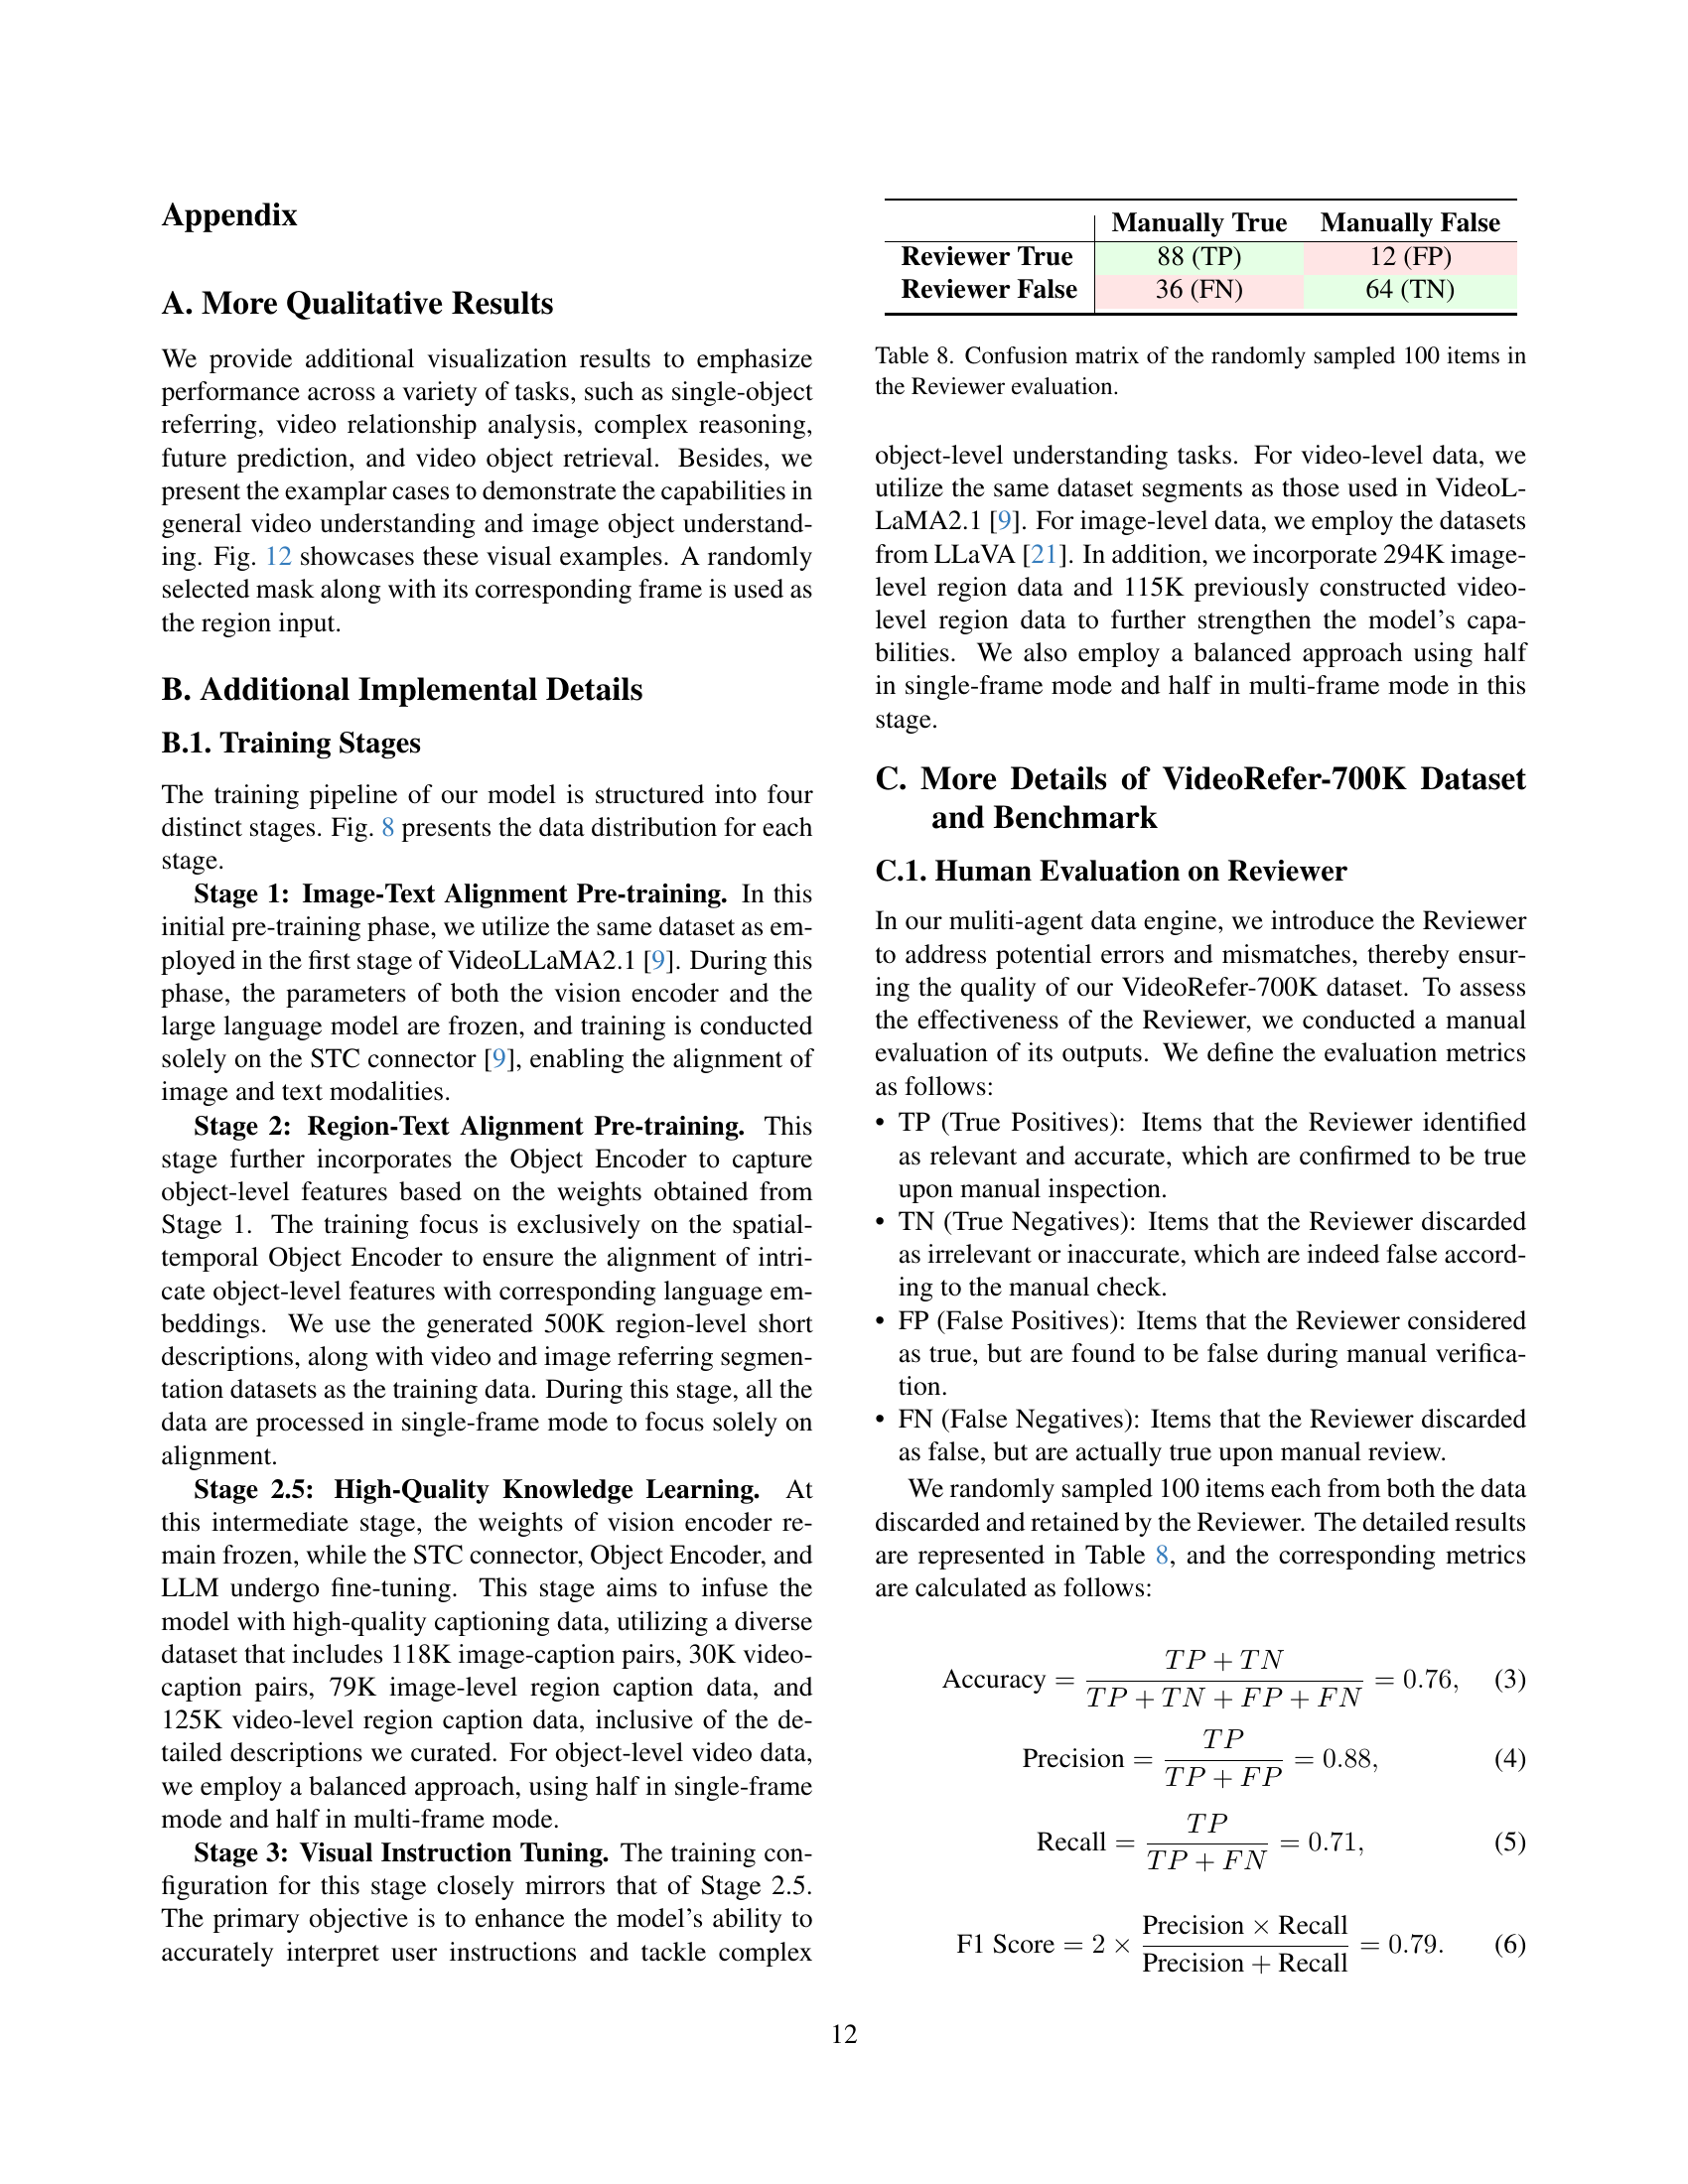 Appendix
A. More Qualitative Results
We provide additional visualization results to emphasize
performance across a variety of tasks, such as single-object
referring, video relationship analysis, complex reasoning,
future prediction, and video object retrieval. Besides, we
present the examplar cases to demonstrate the capabilities in
general video understanding and image object understand-
ing. Fig. 12 showcases these visual examples. A randomly
selected mask along with its corresponding frame is used as
the region input.
B. Additional Implemental Details
B.1. Training Stages
The training pipeline of our model is structured into four
distinct stages. Fig. 8 presents the data distribution for each
stage.
Stage 1: Image-Text Alignment Pre-training. In this
initial pre-training phase, we utilize the same dataset as em-
ployed in the first stage of VideoLLaMA2.1 [9]. During this
phase, the parameters of both the vision encoder and the
large language model are frozen, and training is conducted
solely on the STC connector [9], enabling the alignment of
image and text modalities.
Stage 2: Region-Text Alignment Pre-training. This
stage further incorporates the Object Encoder to capture
object-level features based on the weights obtained from
Stage 1. The training focus is exclusively on the spatial-
temporal Object Encoder to ensure the alignment of intri-
cate object-level features with corresponding language em-
beddings. We use the generated 500K region-level short
descriptions, along with video and image referring segmen-
tation datasets as the training data. During this stage, all the
data are processed in single-frame mode to focus solely on
alignment.
Stage 2.5: High-Quality Knowledge Learning. At
this intermediate stage, the weights of vision encoder re-
main frozen, while the STC connector, Object Encoder, and
LLM undergo fine-tuning. This stage aims to infuse the
model with high-quality captioning data, utilizing a diverse
dataset that includes 118K image-caption pairs, 30K video-
caption pairs, 79K image-level region caption data, and
125K video-level region caption data, inclusive of the de-
tailed descriptions we curated. For object-level video data,
we employ a balanced approach, using half in single-frame
mode and half in multi-frame mode.
Stage 3: Visual Instruction Tuning. The training con-
figuration for this stage closely mirrors that of Stage 2.5.
The primary objective is to enhance the model's ability to
accurately interpret user instructions and tackle complex
Manually True Manually False
Reviewer True 88 (TP) 12 (FP)
Reviewer False 36 (FN) 64 (TN)
Table 8. Confusion matrix of the randomly sampled 100 items in
the Reviewer evaluation.
object-level understanding tasks. For video-level data, we
utilize the same dataset segments as those used in VideoL-
LaMA2.1 [9]. For image-level data, we employ the datasets
from LLaVA [21]. In addition, we incorporate 294K image-
level region data and 115K previously constructed video-
level region data to further strengthen the model's capa-
bilities. We also employ a balanced approach using half
in single-frame mode and half in multi-frame mode in this
stage.
C. More Details of VideoRefer-700K Dataset
and Benchmark
C.1. Human Evaluation on Reviewer
In our muliti-agent data engine, we introduce the Reviewer
to address potential errors and mismatches, thereby ensur-
ing the quality of our VideoRefer-700K dataset. To assess
the effectiveness of the Reviewer, we conducted a manual
evaluation of its outputs. We define the evaluation metrics
as follows:
• TP (True Positives): Items that the Reviewer identified
as relevant and accurate, which are confirmed to be true
upon manual inspection.
• TN (True Negatives): Items that the Reviewer discarded
as irrelevant or inaccurate, which are indeed false accord-
ing to the manual check.
• FP (False Positives): Items that the Reviewer considered
as true, but are found to be false during manual verifica-
tion.
• FN (False Negatives): Items that the Reviewer discarded
as false, but are actually true upon manual review.
We randomly sampled 100 items each from both the data
discarded and retained by the Reviewer. The detailed results
are represented in Table 8, and the corresponding metrics
are calculated as follows:
Accuracy = (TP + TN) / (TP + TN + FP + FN) = 0.76, (3)
Precision = TP / (TP + FP) = 0.88, (4)
Recall = TP / (TP + FN) = 0.71, (5)
F1 Score = 2 × (Precision × Recall) / (Precision + Recall) = 0.79. (6)
12